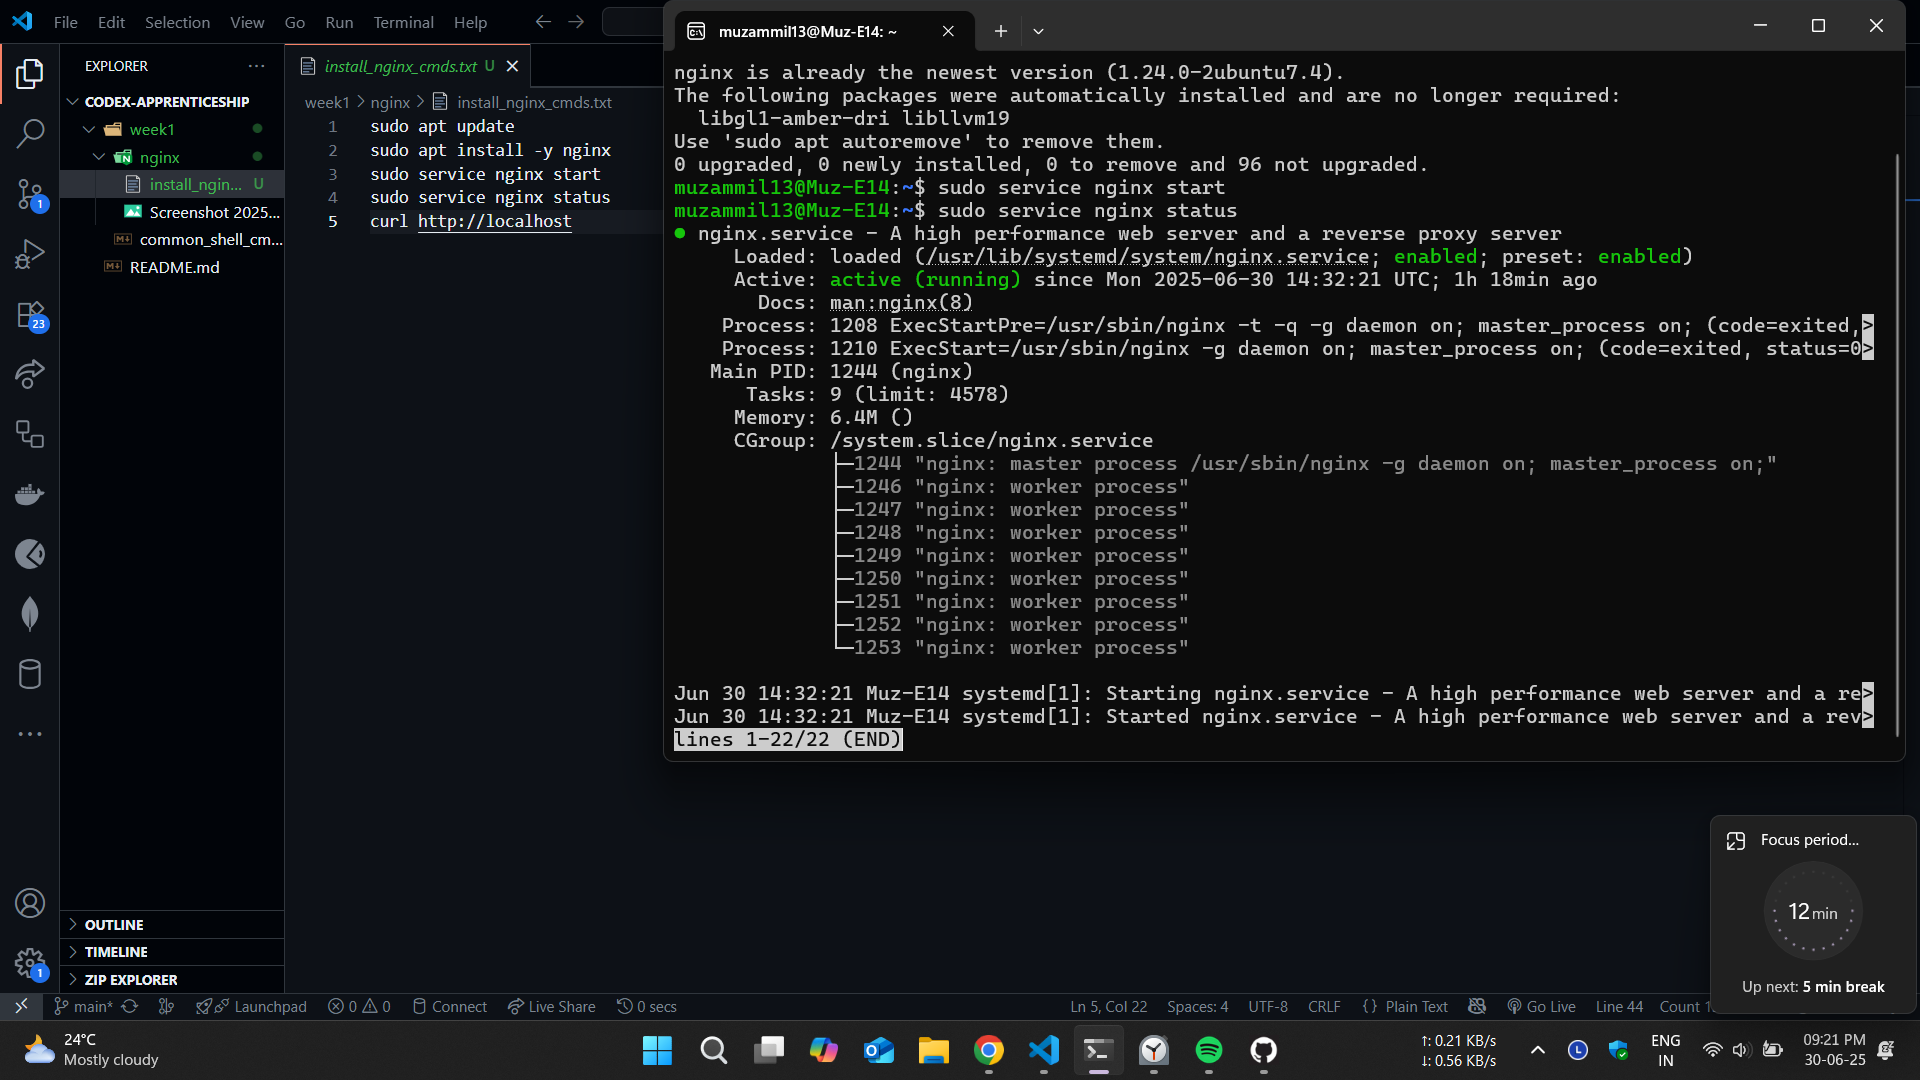 File Edit Selection View Go Run Terminal Help
EXPLORER
CODEX-APPRENTICESHIP
week1
nginx
install_ngin... U
Screenshot 2025...
common_shell_cm...
README.md
OUTLINE
TIMELINE
ZIP EXPLORER
1
23
1
install_nginx_cmds.txt U
week1 > nginx > install_nginx_cmds.txt
1 sudo apt update
2 sudo apt install -y nginx
3 sudo service nginx start
4 sudo service nginx status
5 curl http://localhost
muzammil13@Muz-E14: ~
nginx is already the newest version (1.24.0-2ubuntu7.4).
The following packages were automatically installed and are no longer required:
libgl1-amber-dri libllvm19
Use 'sudo apt autoremove' to remove them.
0 upgraded, 0 newly installed, 0 to remove and 96 not upgraded.
muzammil13@Muz-E14:~$ sudo service nginx start
muzammil13@Muz-E14:~$ sudo service nginx status
● nginx.service - A high performance web server and a reverse proxy server
Loaded: loaded (/usr/lib/systemd/system/nginx.service; enabled; preset: enabled)
Active: active (running) since Mon 2025-06-30 14:32:21 UTC; 1h 18min ago
Docs: man:nginx(8)
Process: 1208 ExecStartPre=/usr/sbin/nginx -t -q -g daemon on; master_process on; (code=exited,>
Process: 1210 ExecStart=/usr/sbin/nginx -g daemon on; master_process on; (code=exited, status=0>
Main PID: 1244 (nginx)
Tasks: 9 (limit: 4578)
Memory: 6.4M ()
CGroup: /system.slice/nginx.service
├─1244 "nginx: master process /usr/sbin/nginx -g daemon on; master_process on;"
├─1246 "nginx: worker process"
├─1247 "nginx: worker process"
├─1248 "nginx: worker process"
├─1249 "nginx: worker process"
├─1250 "nginx: worker process"
├─1251 "nginx: worker process"
├─1252 "nginx: worker process"
└─1253 "nginx: worker process"
Jun 30 14:32:21 Muz-E14 systemd[1]: Starting nginx.service - A high performance web server and a re>
Jun 30 14:32:21 Muz-E14 systemd[1]: Started nginx.service - A high performance web server and a rev>
lines 1-22/22 (END)
Focus period...
12 min
Up next: 5 min break
main* Launchpad 0 0 Connect Live Share 0 secs
Ln 5, Col 22 Spaces: 4 UTF-8 CRLF {} Plain Text Go Live Line 44 Count
24°C
Mostly cloudy
↑: 0.21 KB/s
↓: 0.56 KB/s
ENG
IN
09:21 PM
30-06-25